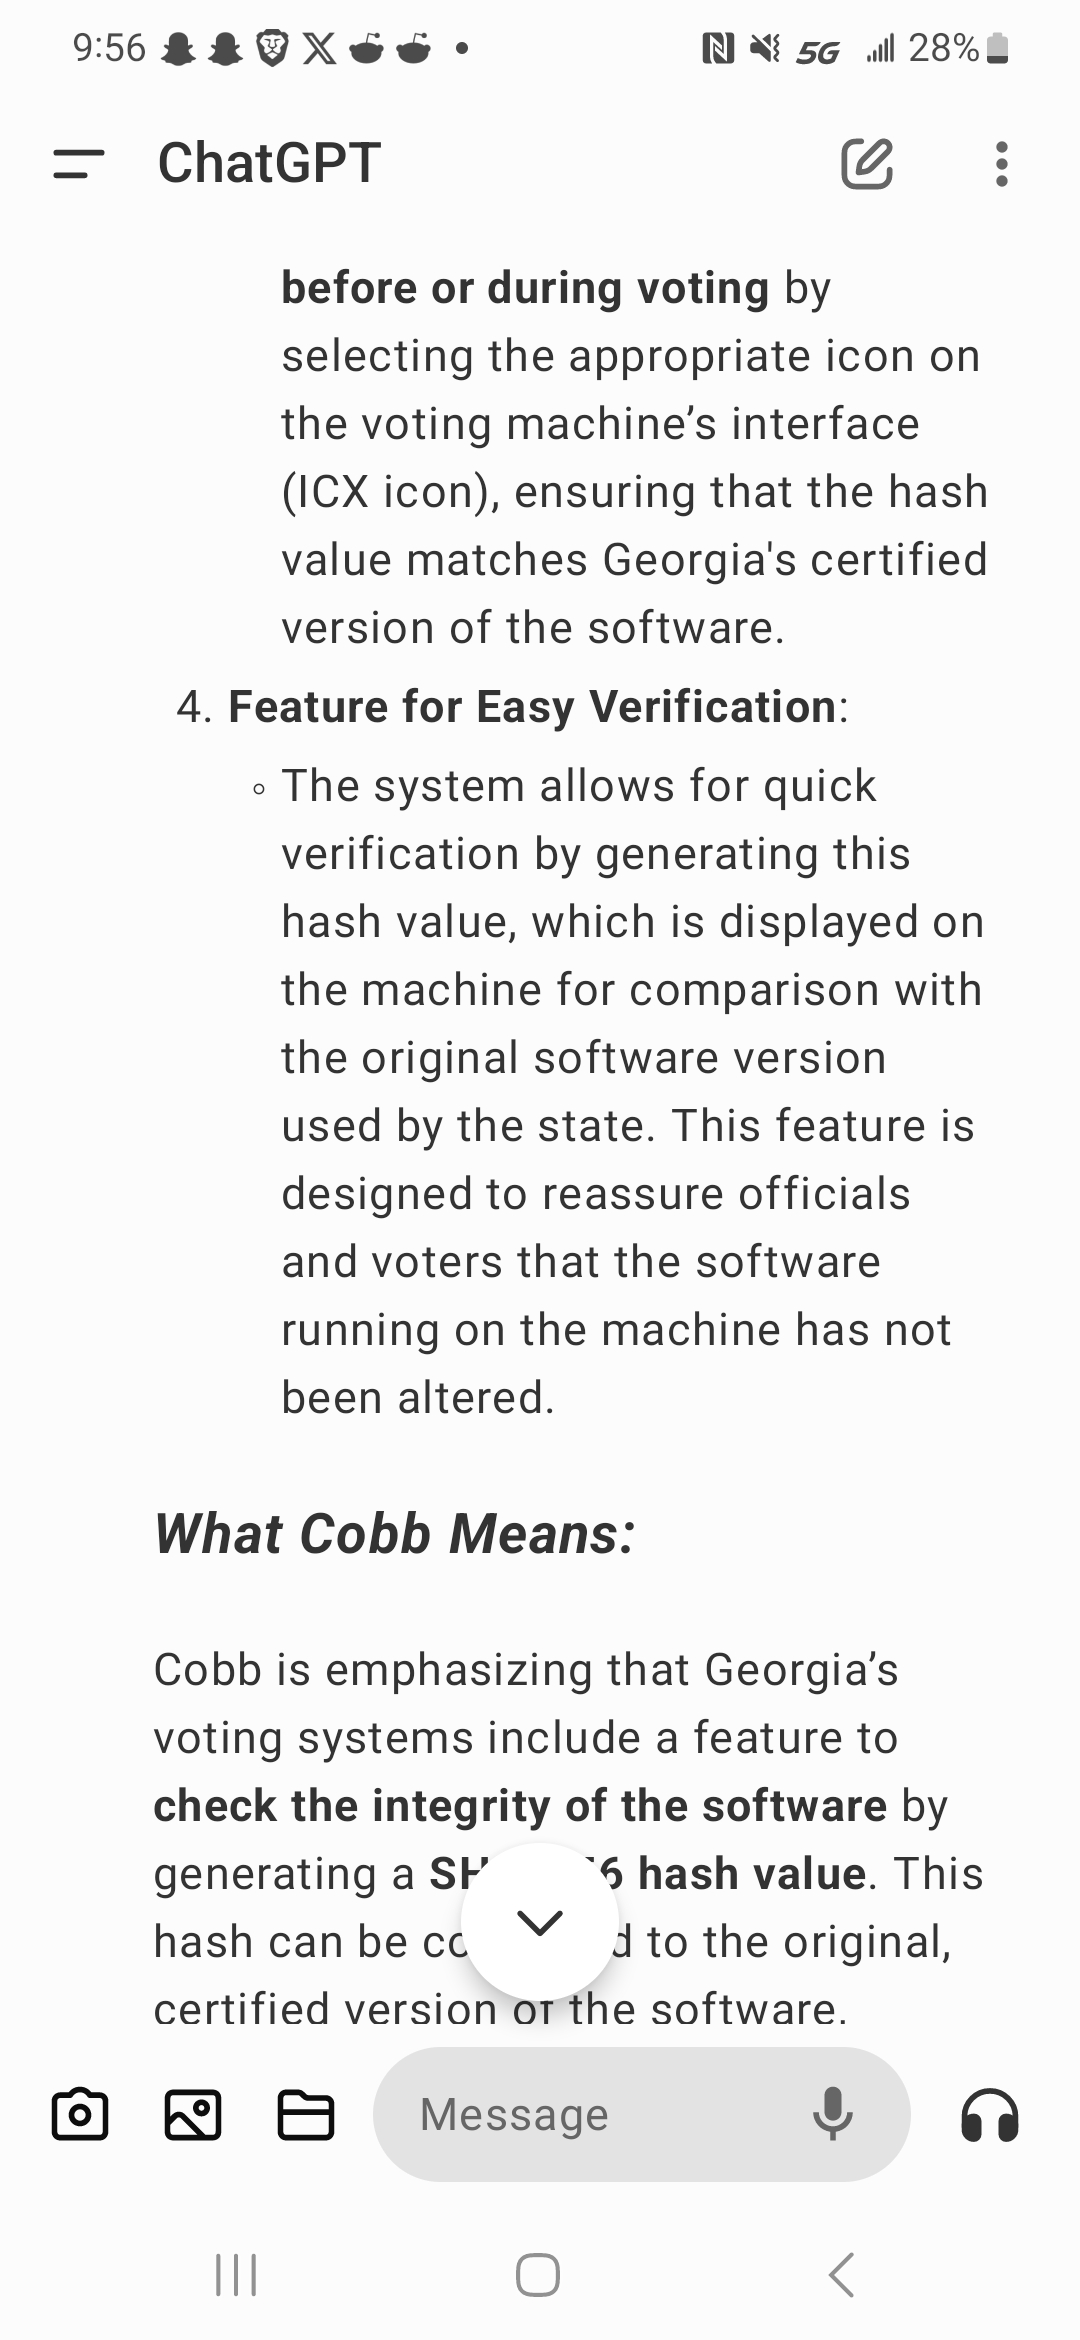 9:56
5G 28%
ChatGPT
before or during voting by
selecting the appropriate icon on
the voting machine’s interface
(ICX icon), ensuring that the hash
value matches Georgia's certified
version of the software.
4. Feature for Easy Verification:
The system allows for quick
verification by generating this
hash value, which is displayed on
the machine for comparison with
the original software version
used by the state. This feature is
designed to reassure officials
and voters that the software
running on the machine has not
been altered.
What Cobb Means:
Cobb is emphasizing that Georgia’s
voting systems include a feature to
check the integrity of the software by
generating a hash value. This
hash can be to the original,
certified version of the software.
Message